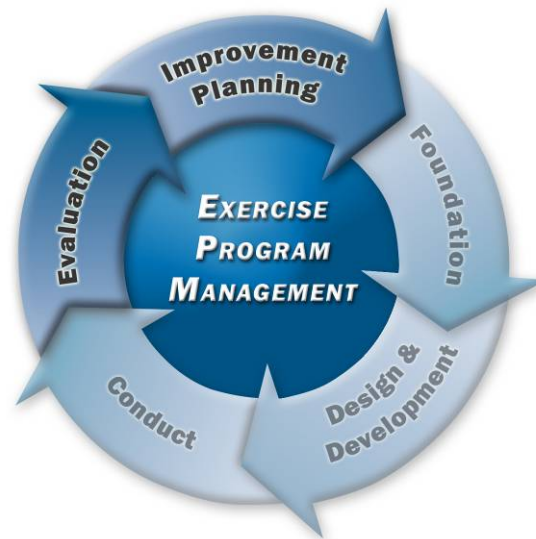 Improvement
Planning
Foundation
Design &
Development
Conduct
Evaluation
EXERCISE
PROGRAM
MANAGEMENT